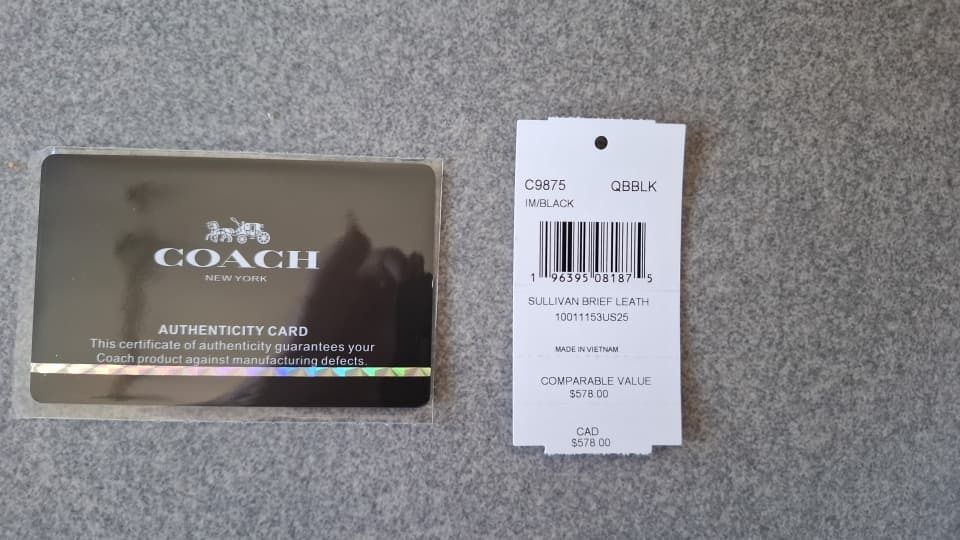 COACH
NEW YORK
AUTHENTICITY CARD
This certificate of authenticity guarantees your
Coach product against manufacturing defects.
C9875 QBBLK
IM/BLACK
1 96395 08187 5
SULLIVAN BRIEF LEATH
10011153US25
MADE IN VIETNAM
COMPARABLE VALUE
$578.00
CAD
$578.00